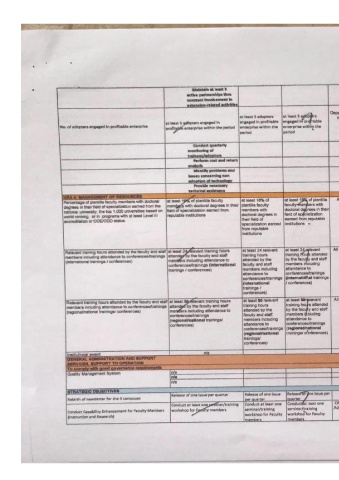 Maintain at least 5
active partnerships thru
constant involvement in
extension-related activities
No. of adopters engaged in profitable enterprise
at least 5 adopters engaged in
profitable enterprise within the period
at least 5 adopters
engaged in profitable
enterprise within the
period
at least 5 adopters
engaged in profitable
enterprise within the
period
Conduct quarterly
monitoring of
Perform cost and return
analysis
Identify problems and
issues concerning non
adoption of technologies
Provide necessary
technical assistance
MANAGEMENT OF RESOURCES
Percentage of plantilla faculty members with doctoral
degrees in their field of specialization earned from the
national university, the top 1,000 universities based on
world ranking, or in programs with at least Level in
accreditation or COE/COD status
at least 10% of plantilla faculty
members with doctoral degrees in their
field of specialization earned from
reputable institutions
at least 10% of
plantilla faculty
members with
doctoral degrees in
their field of
specialization earned
from reputable
institutions
at least 10% of plantilla
faculty members with
doctoral degrees in their
field of specialization
earned from reputable
institutions
Relevant training hours attended by the faculty and staff
members including attendance to conferences/trainings
(international trainings / conferences)
at least 24 relevant training hours
attended by the faculty and staff
members including attendance to
conferences/trainings (international
trainings / conferences)
at least 24 relevant
training hours
attended by the
faculty and staff
members including
attendance to
conferences/trainings
(international
trainings /
conferences)
at least 24 relevant
training hours attended
by the faculty and staff
members including
attendance to
conferences/trainings
(international trainings
/ conferences)
Relevant training hours attended by the faculty and staff
members including attendance to conferences/trainings
(regional/national trainings/ conferences)
at least 50 relevant training hours
attended by the faculty and staff
members including attendance to
conferences/trainings
(regional/national trainings/
conferences)
at least 50 relevant
training hours
attended by the
faculty and staff
members including
attendance to
conferences/trainings
(regional/national
trainings/
conferences)
at least 50 relevant
training hours attended
by the faculty and staff
members including
attendance to
conferences/trainings
(regional/national
trainings/ conferences)
Institutional award
n/a
GENERAL ADMINISTRATION AND SUPPORT
SERVICES, SUPPORT TO OPERATION
To comply with good governance requirements
Quality Management System
n/a
n/a
n/a
STRATEGIC OBJECTIVES
Rebirth of newsletter for the 5 campuses
Release of one issue per quarter
Release of one issue
per quarter
Release of one issue per
quarter
Conduct Capability Enhancement for Faculty Members
(Instruction and Research)
Conduct at least one seminar/training
workshop for Faculty members
Conduct at least one
seminar/training
workshop for Faculty
members
Conduct at least one
seminar/training
workshop for Faculty
members